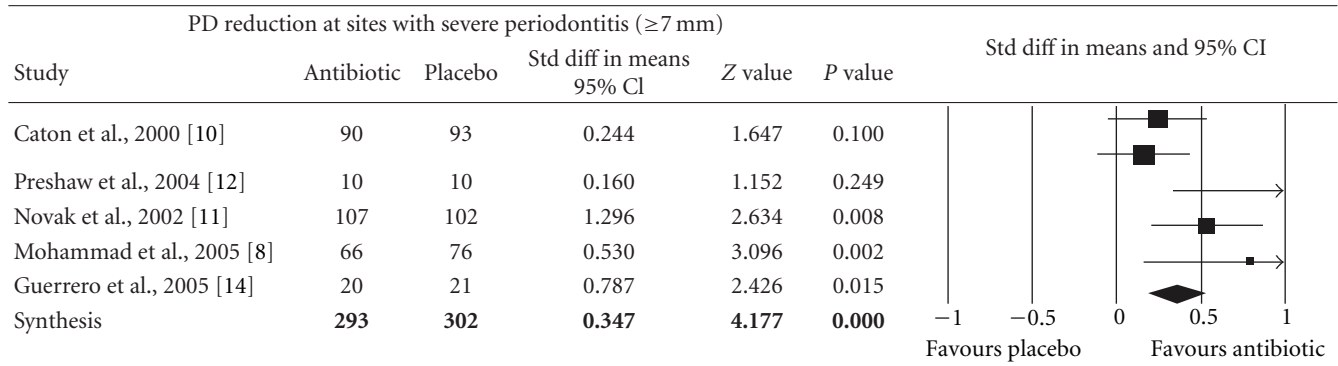 PD reduction at sites with severe periodontitis (≥7 mm)
Std diff in means and 95% CI
Study Antibiotic Placebo Std diff in means 95% Cl Z value P value
Caton et al., 2000 [10] 90 93 0.244 1.647 0.100
Preshaw et al., 2004 [12] 10 10 0.160 1.152 0.249
Novak et al., 2002 [11] 107 102 1.296 2.634 0.008
Mohammad et al., 2005 [8] 66 76 0.530 3.096 0.002
Guerrero et al., 2005 [14] 20 21 0.787 2.426 0.015
Synthesis 293 302 0.347 4.177 0.000
−1 −0.5 0 0.5 1
Favours placebo Favours antibiotic